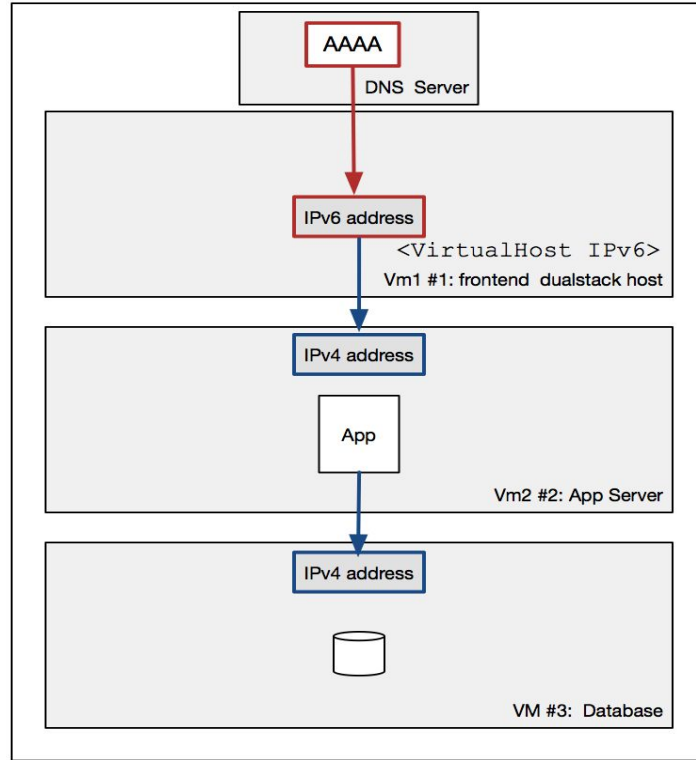 AAAA
DNS Server
IPv6 address
<VirtualHost IPv6>
Vm1 #1: frontend dualstack host
IPv4 address
App
Vm2 #2: App Server
IPv4 address
VM #3: Database